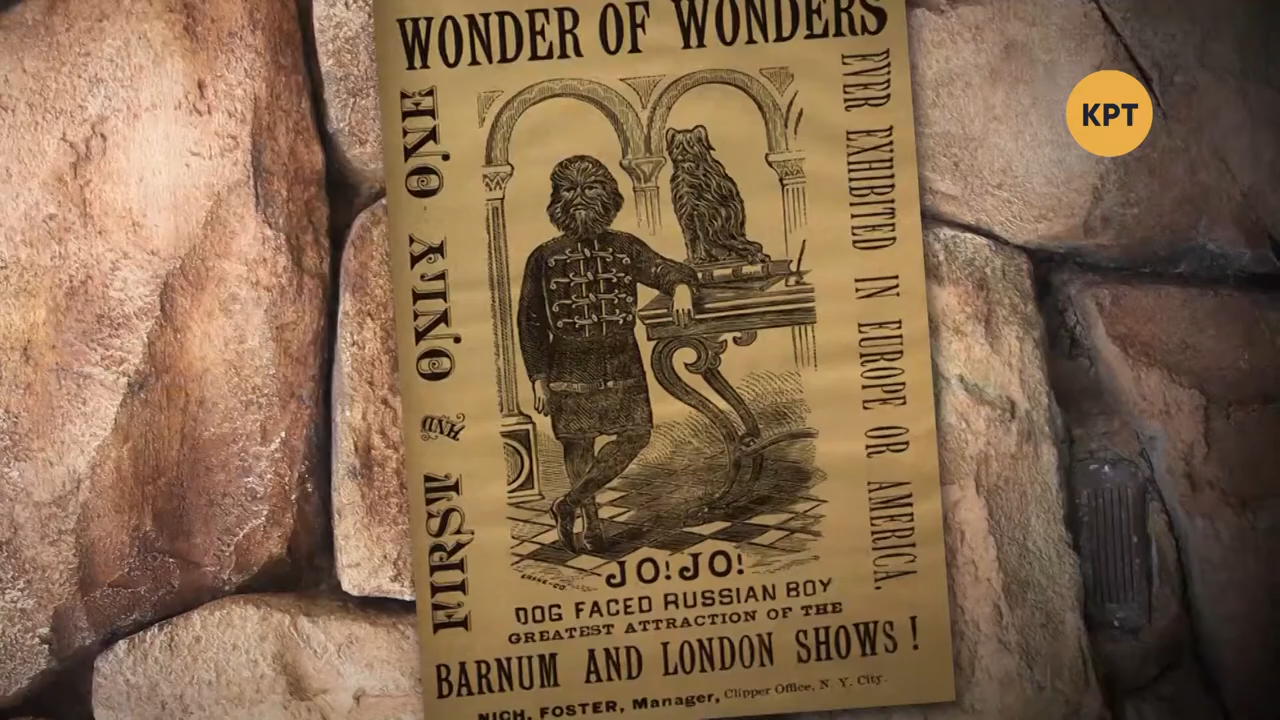 WONDER OF WONDERS
FIRST AND ONLY ONE
EVER EXHIBITED IN EUROPE OR AMERICA.
JO! JO!
DOG FACED RUSSIAN BOY
GREATEST ATTRACTION OF THE
BARNUM AND LONDON SHOWS!
NICH, FOSTER, Manager, Clipper Office, N. Y. City.
КРТ